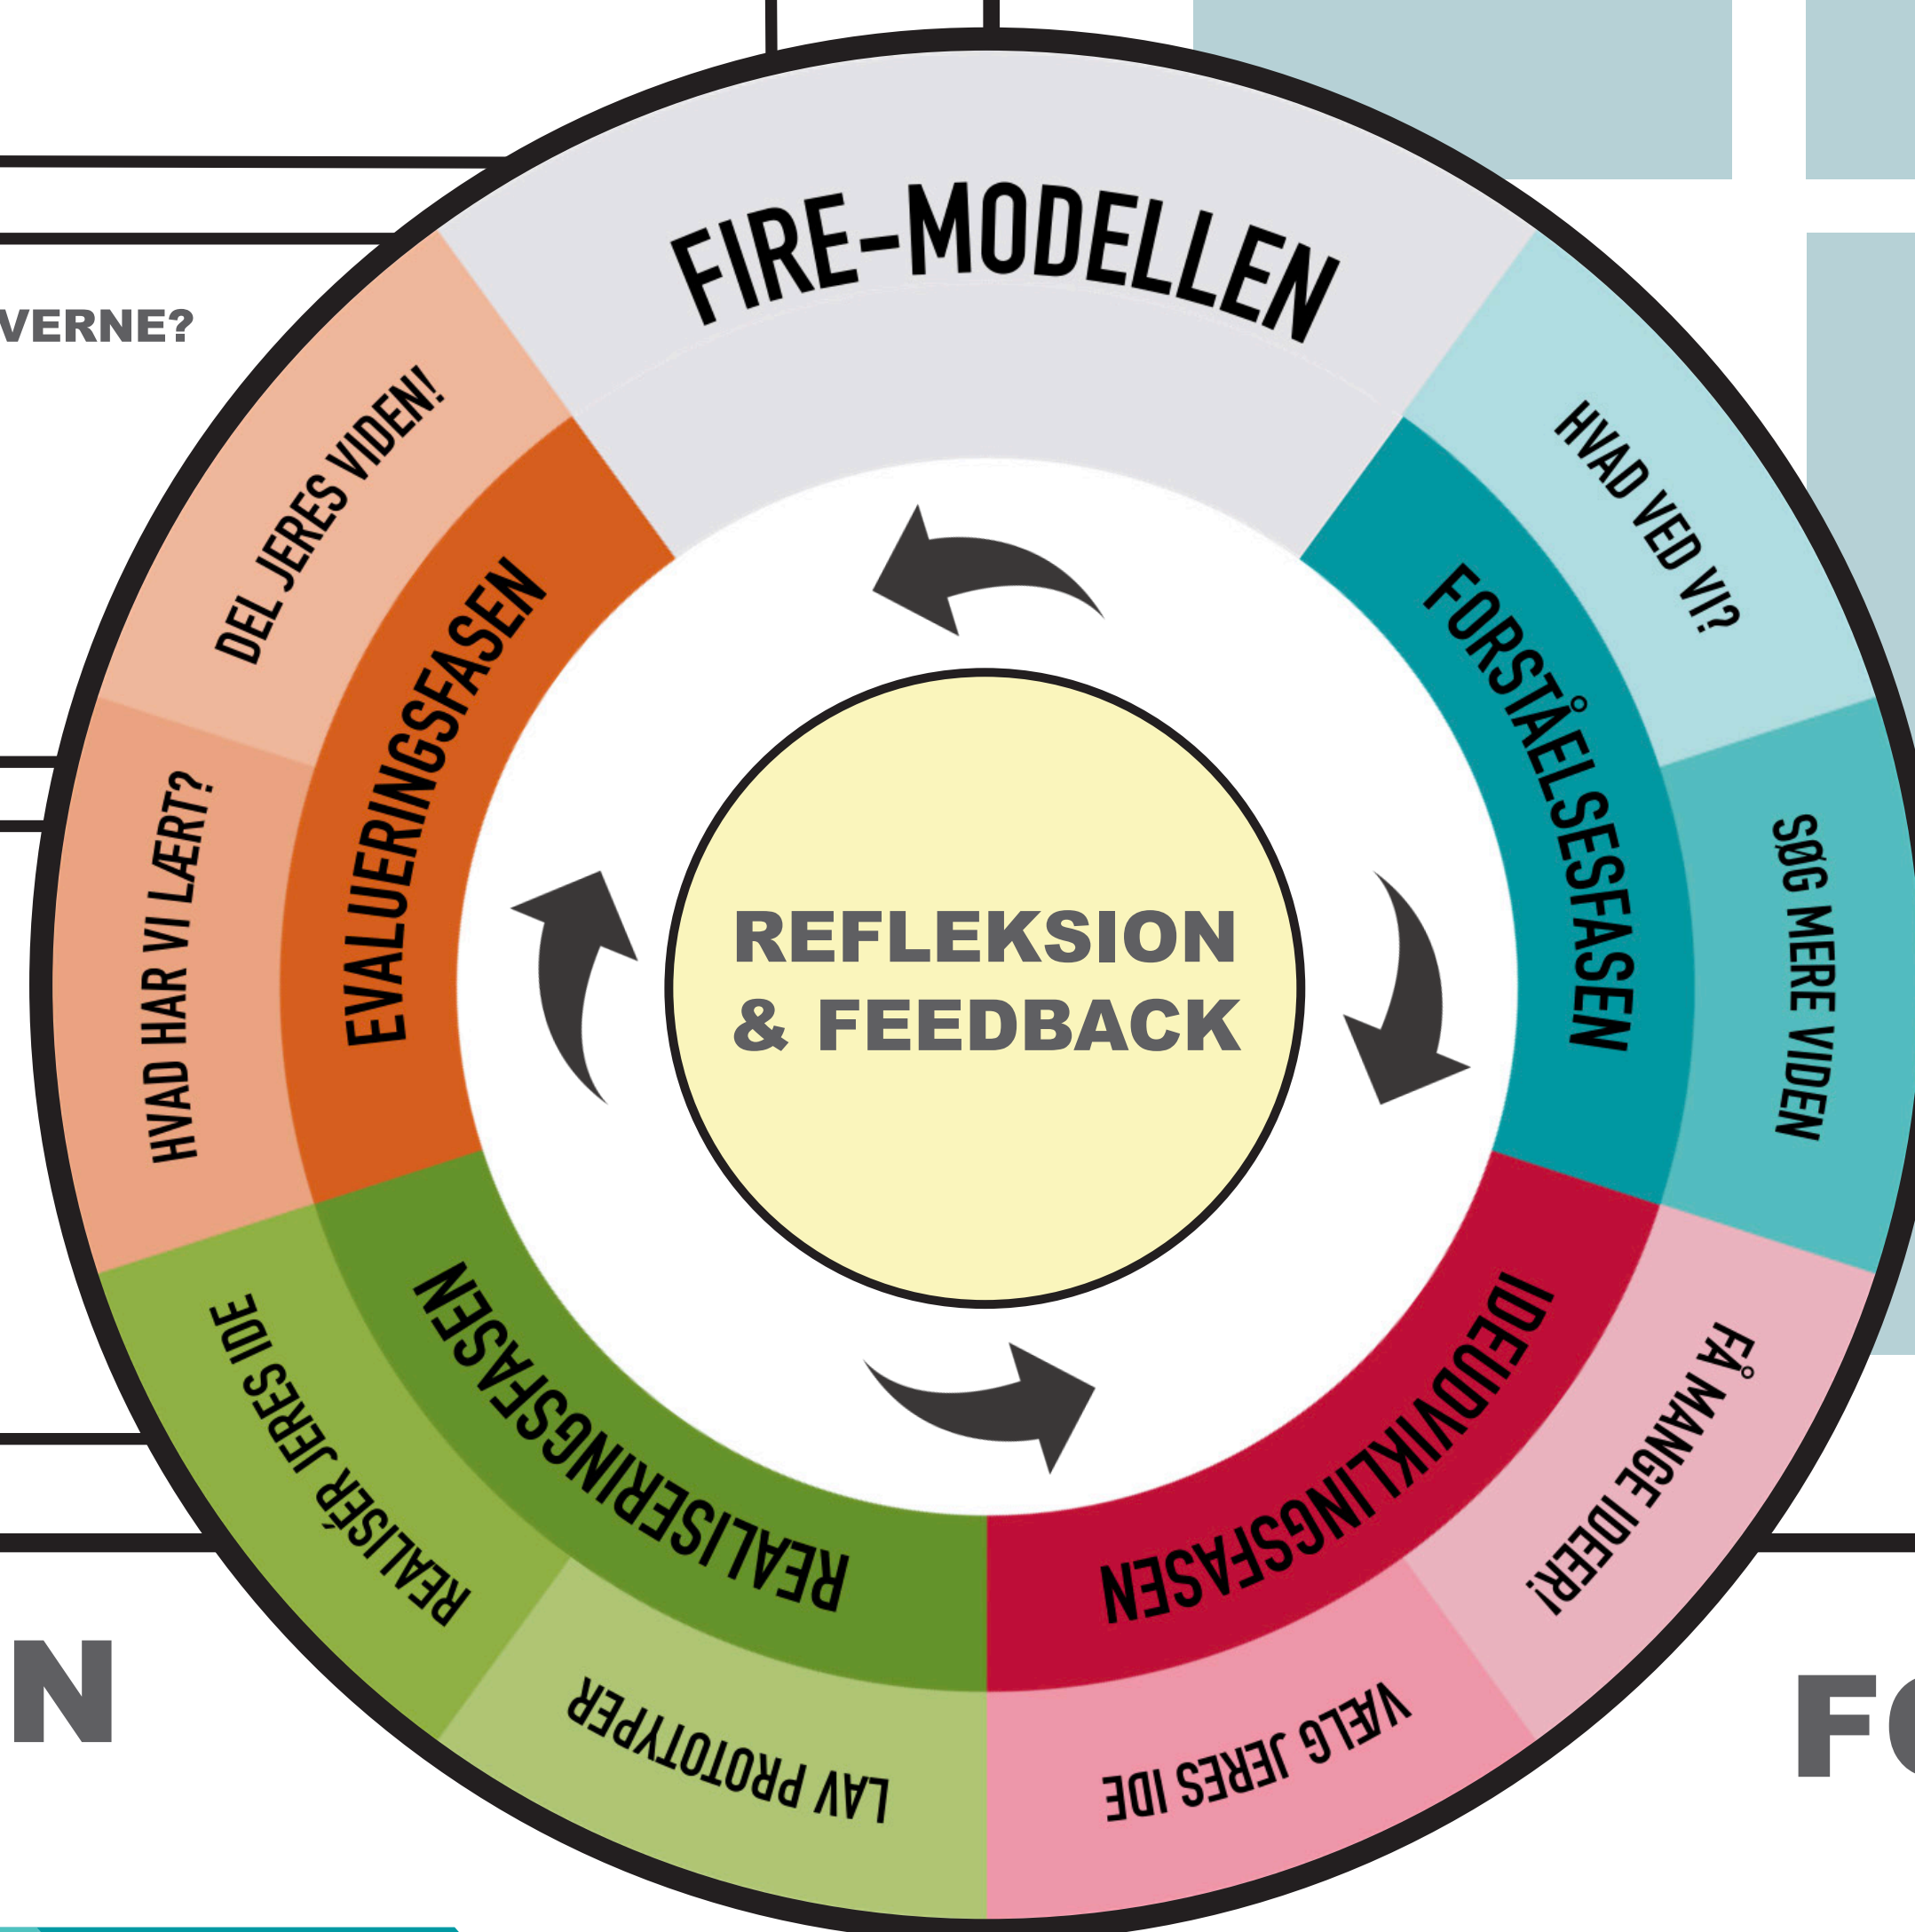 FIRE-MODELLEN
HVAD VED VI?
FORSTÅELSESFASEN
SØG MERE VIDEN
FÅ MANGE IDEER!
IDEUDVIKLINGSFASEN
VÆLG JERES IDE
LAV PROTOTYPER
REALISERINGSFASEN
REALISÉR JERES IDE
HVAD HAR VI LÆRT?
EVALUERINGSFASEN
DEL JERES VIDEN!
REFLEKSION
& FEEDBACK
VERNE?
N